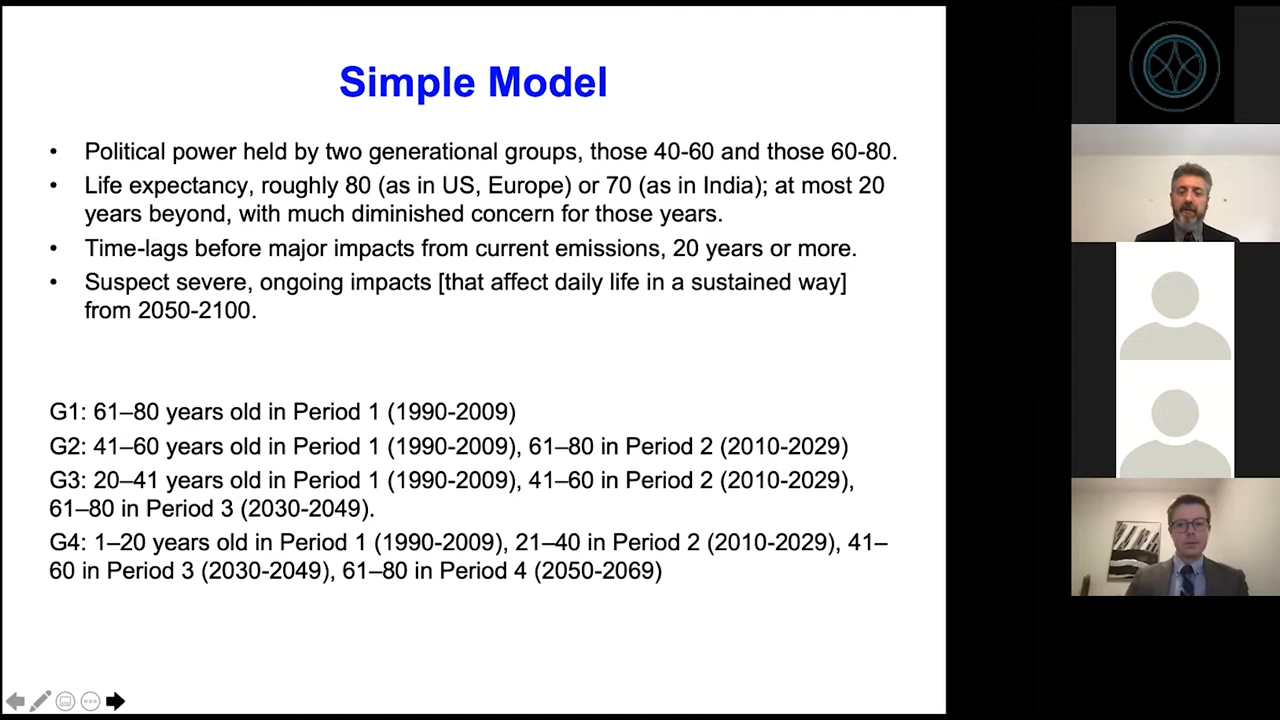 Simple Model
• Political power held by two generational groups, those 40-60 and those 60-80.
• Life expectancy, roughly 80 (as in US, Europe) or 70 (as in India); at most 20
years beyond, with much diminished concern for those years.
• Time-lags before major impacts from current emissions, 20 years or more.
• Suspect severe, ongoing impacts [that affect daily life in a sustained way]
from 2050-2100.
G1: 61–80 years old in Period 1 (1990-2009)
G2: 41–60 years old in Period 1 (1990-2009), 61–80 in Period 2 (2010-2029)
G3: 20–41 years old in Period 1 (1990-2009), 41–60 in Period 2 (2010-2029),
61–80 in Period 3 (2030-2049).
G4: 1–20 years old in Period 1 (1990-2009), 21–40 in Period 2 (2010-2029), 41–
60 in Period 3 (2030-2049), 61–80 in Period 4 (2050-2069)